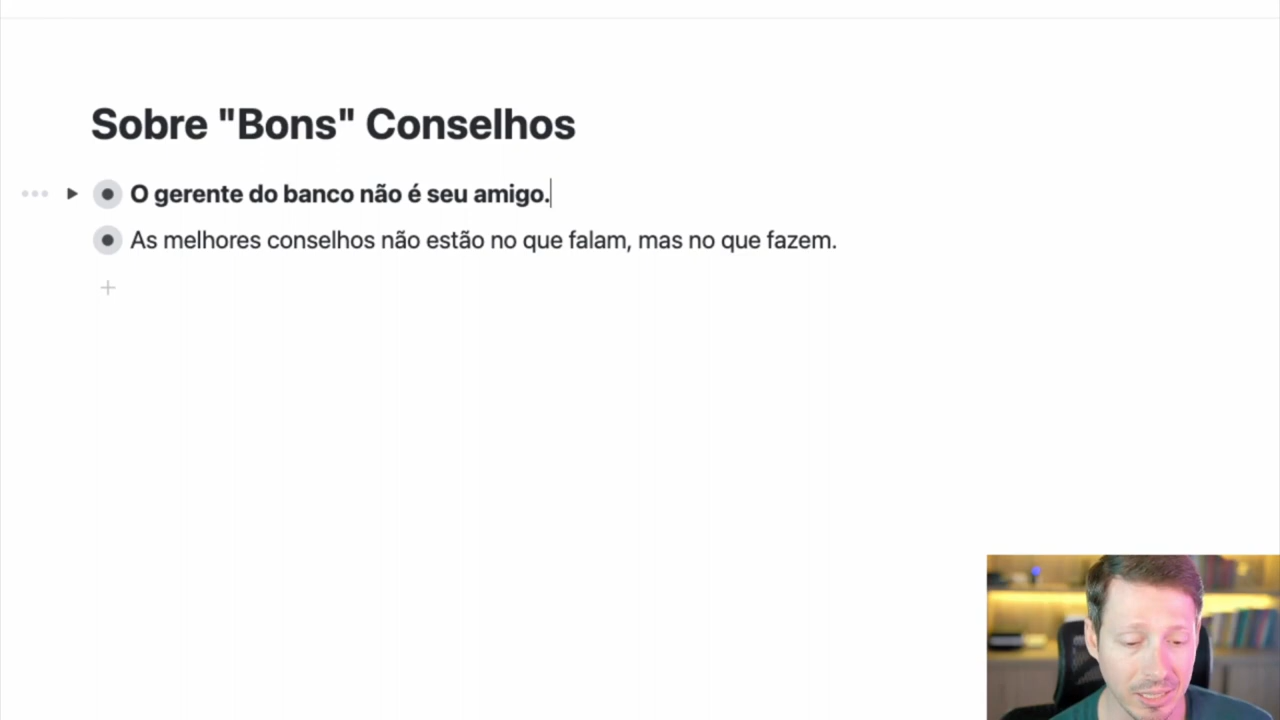 Sobre "Bons" Conselhos
O gerente do banco não é seu amigo.
As melhores conselhos não estão no que falam, mas no que fazem.